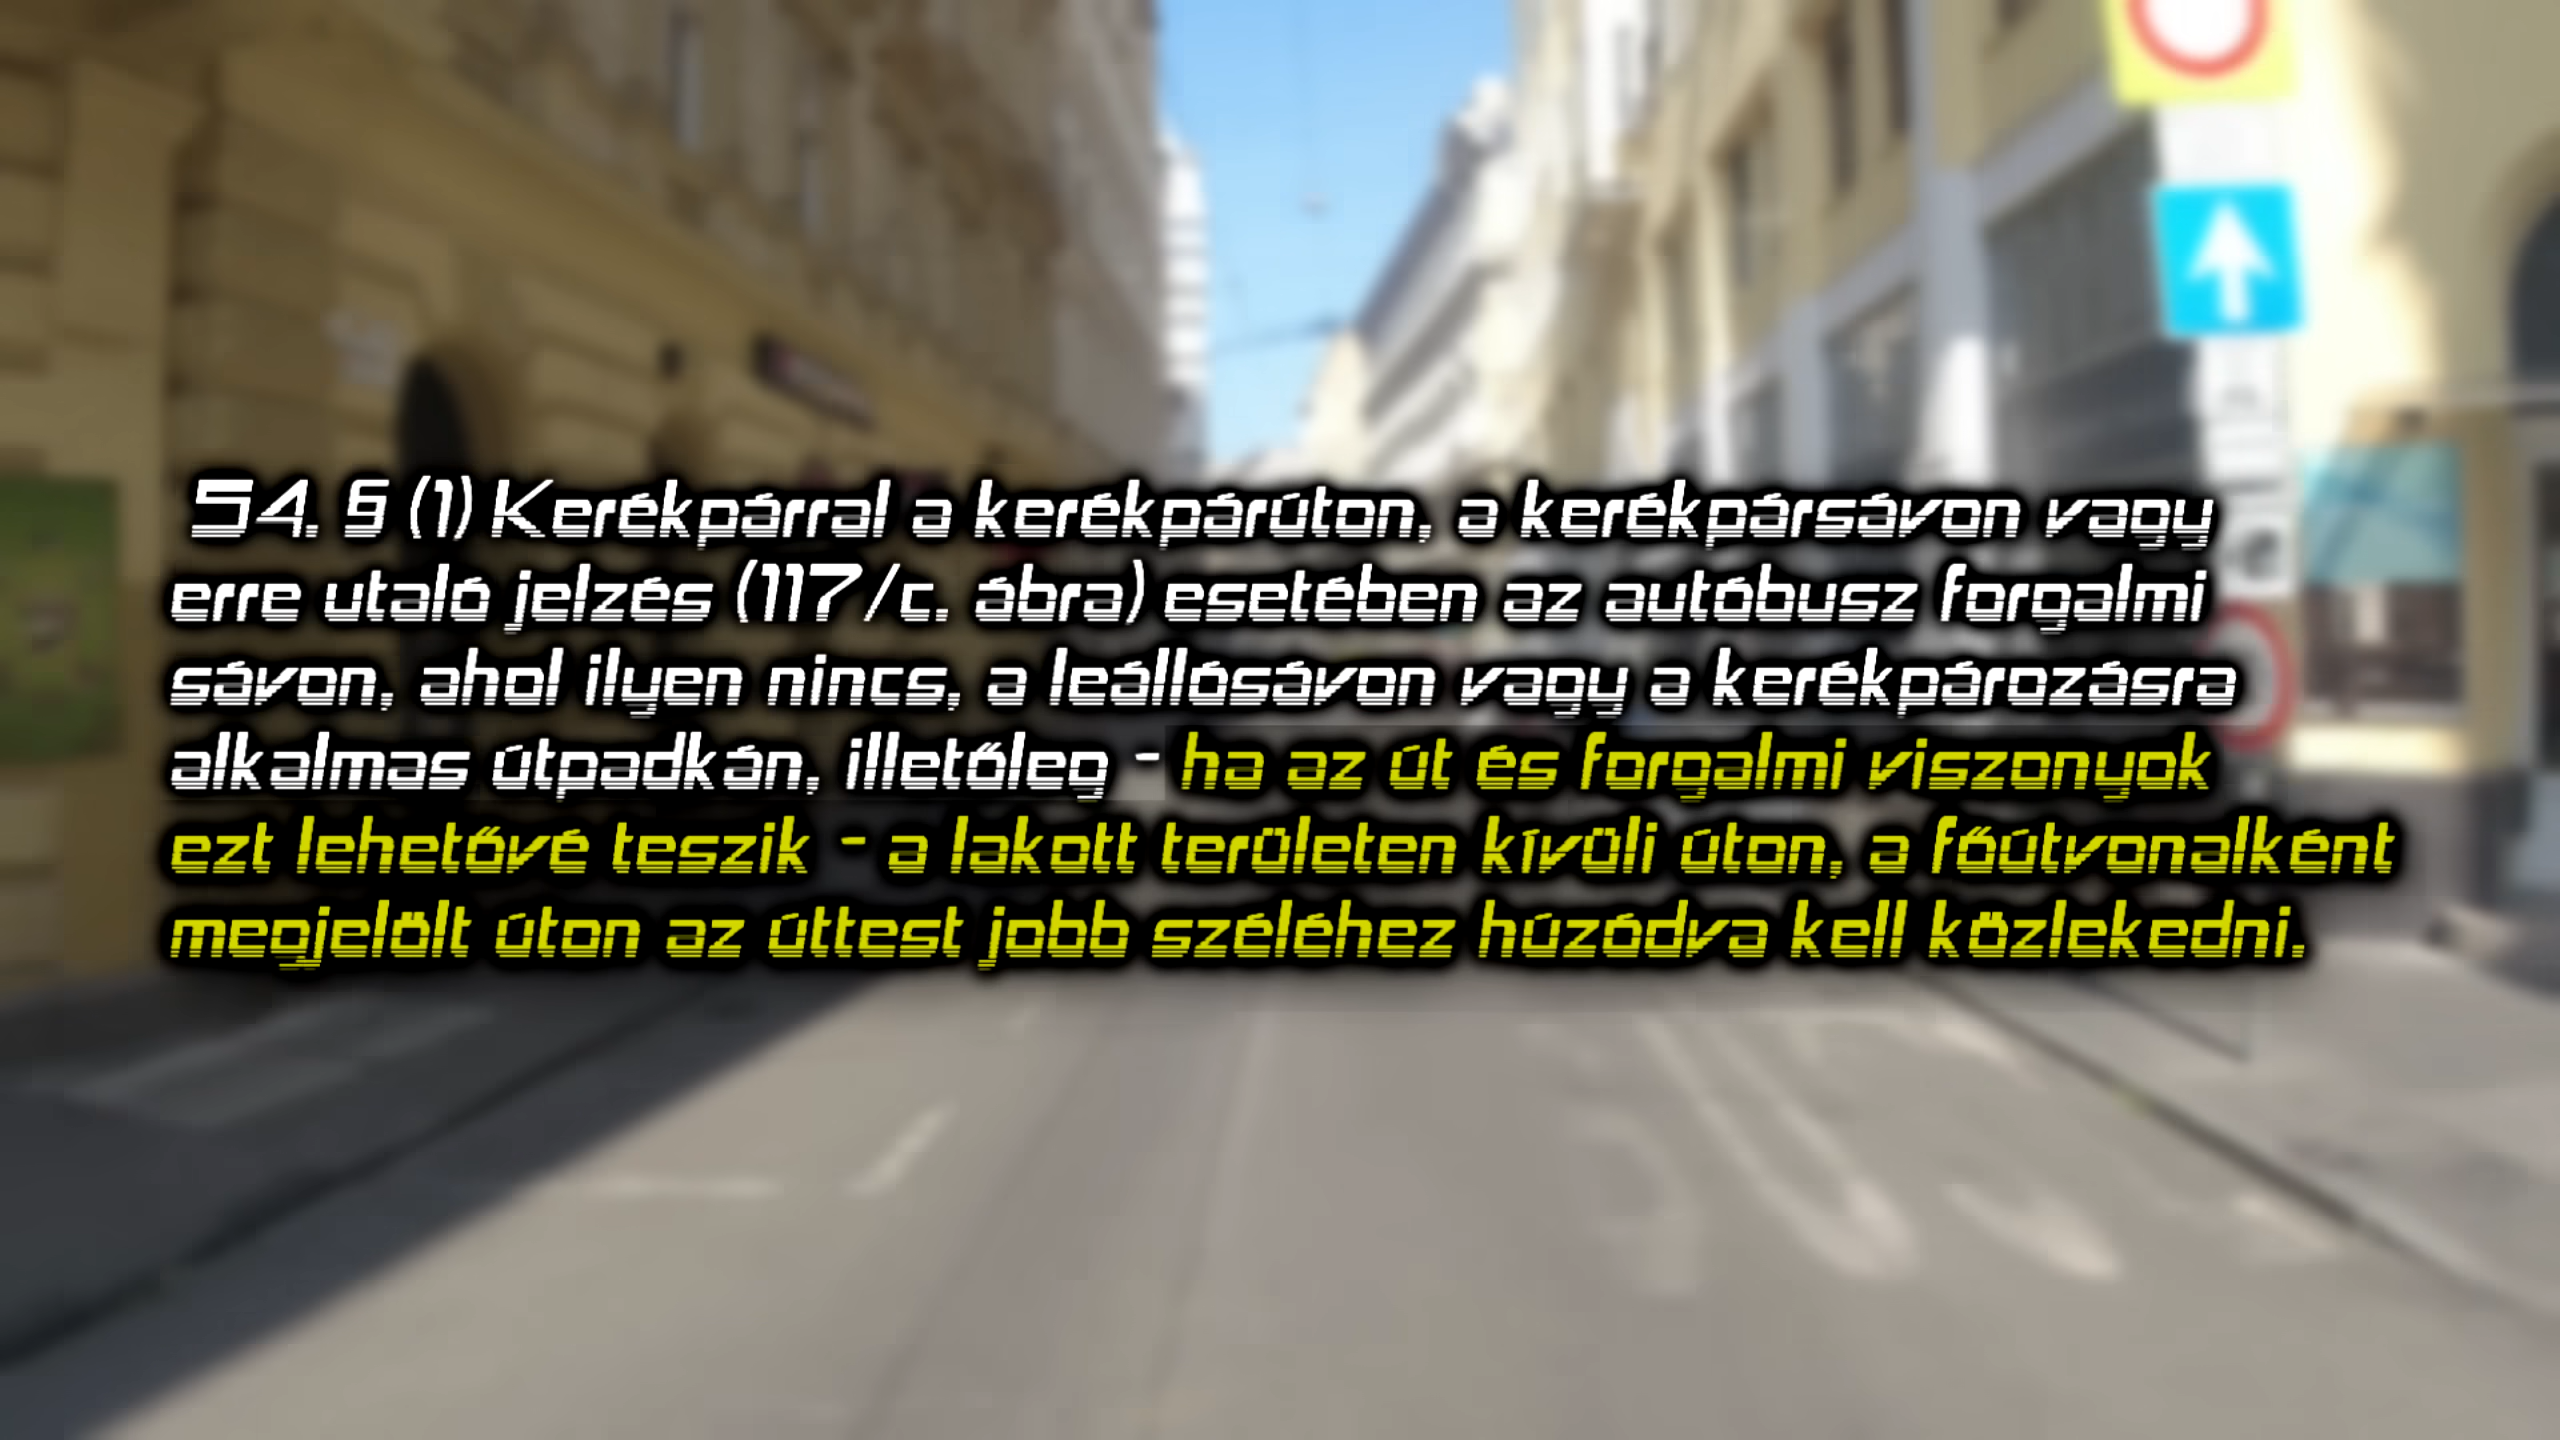 54. § (1) Kerékpárral a kerékpárúton, a kerékpársávon vagy
erre utaló jelzés (117/c. ábra) esetében az autóbusz forgalmi
sávon, ahol ilyen nincs, a leállósávon vagy a kerékpározásra
alkalmas útpadkán, illetőleg - ha az út és forgalmi viszonyok
ezt lehetővé teszik - a lakott területen kívüli úton, a főútvonalként
megjelölt úton az úttest jobb széléhez húzódva kell közlekedni.